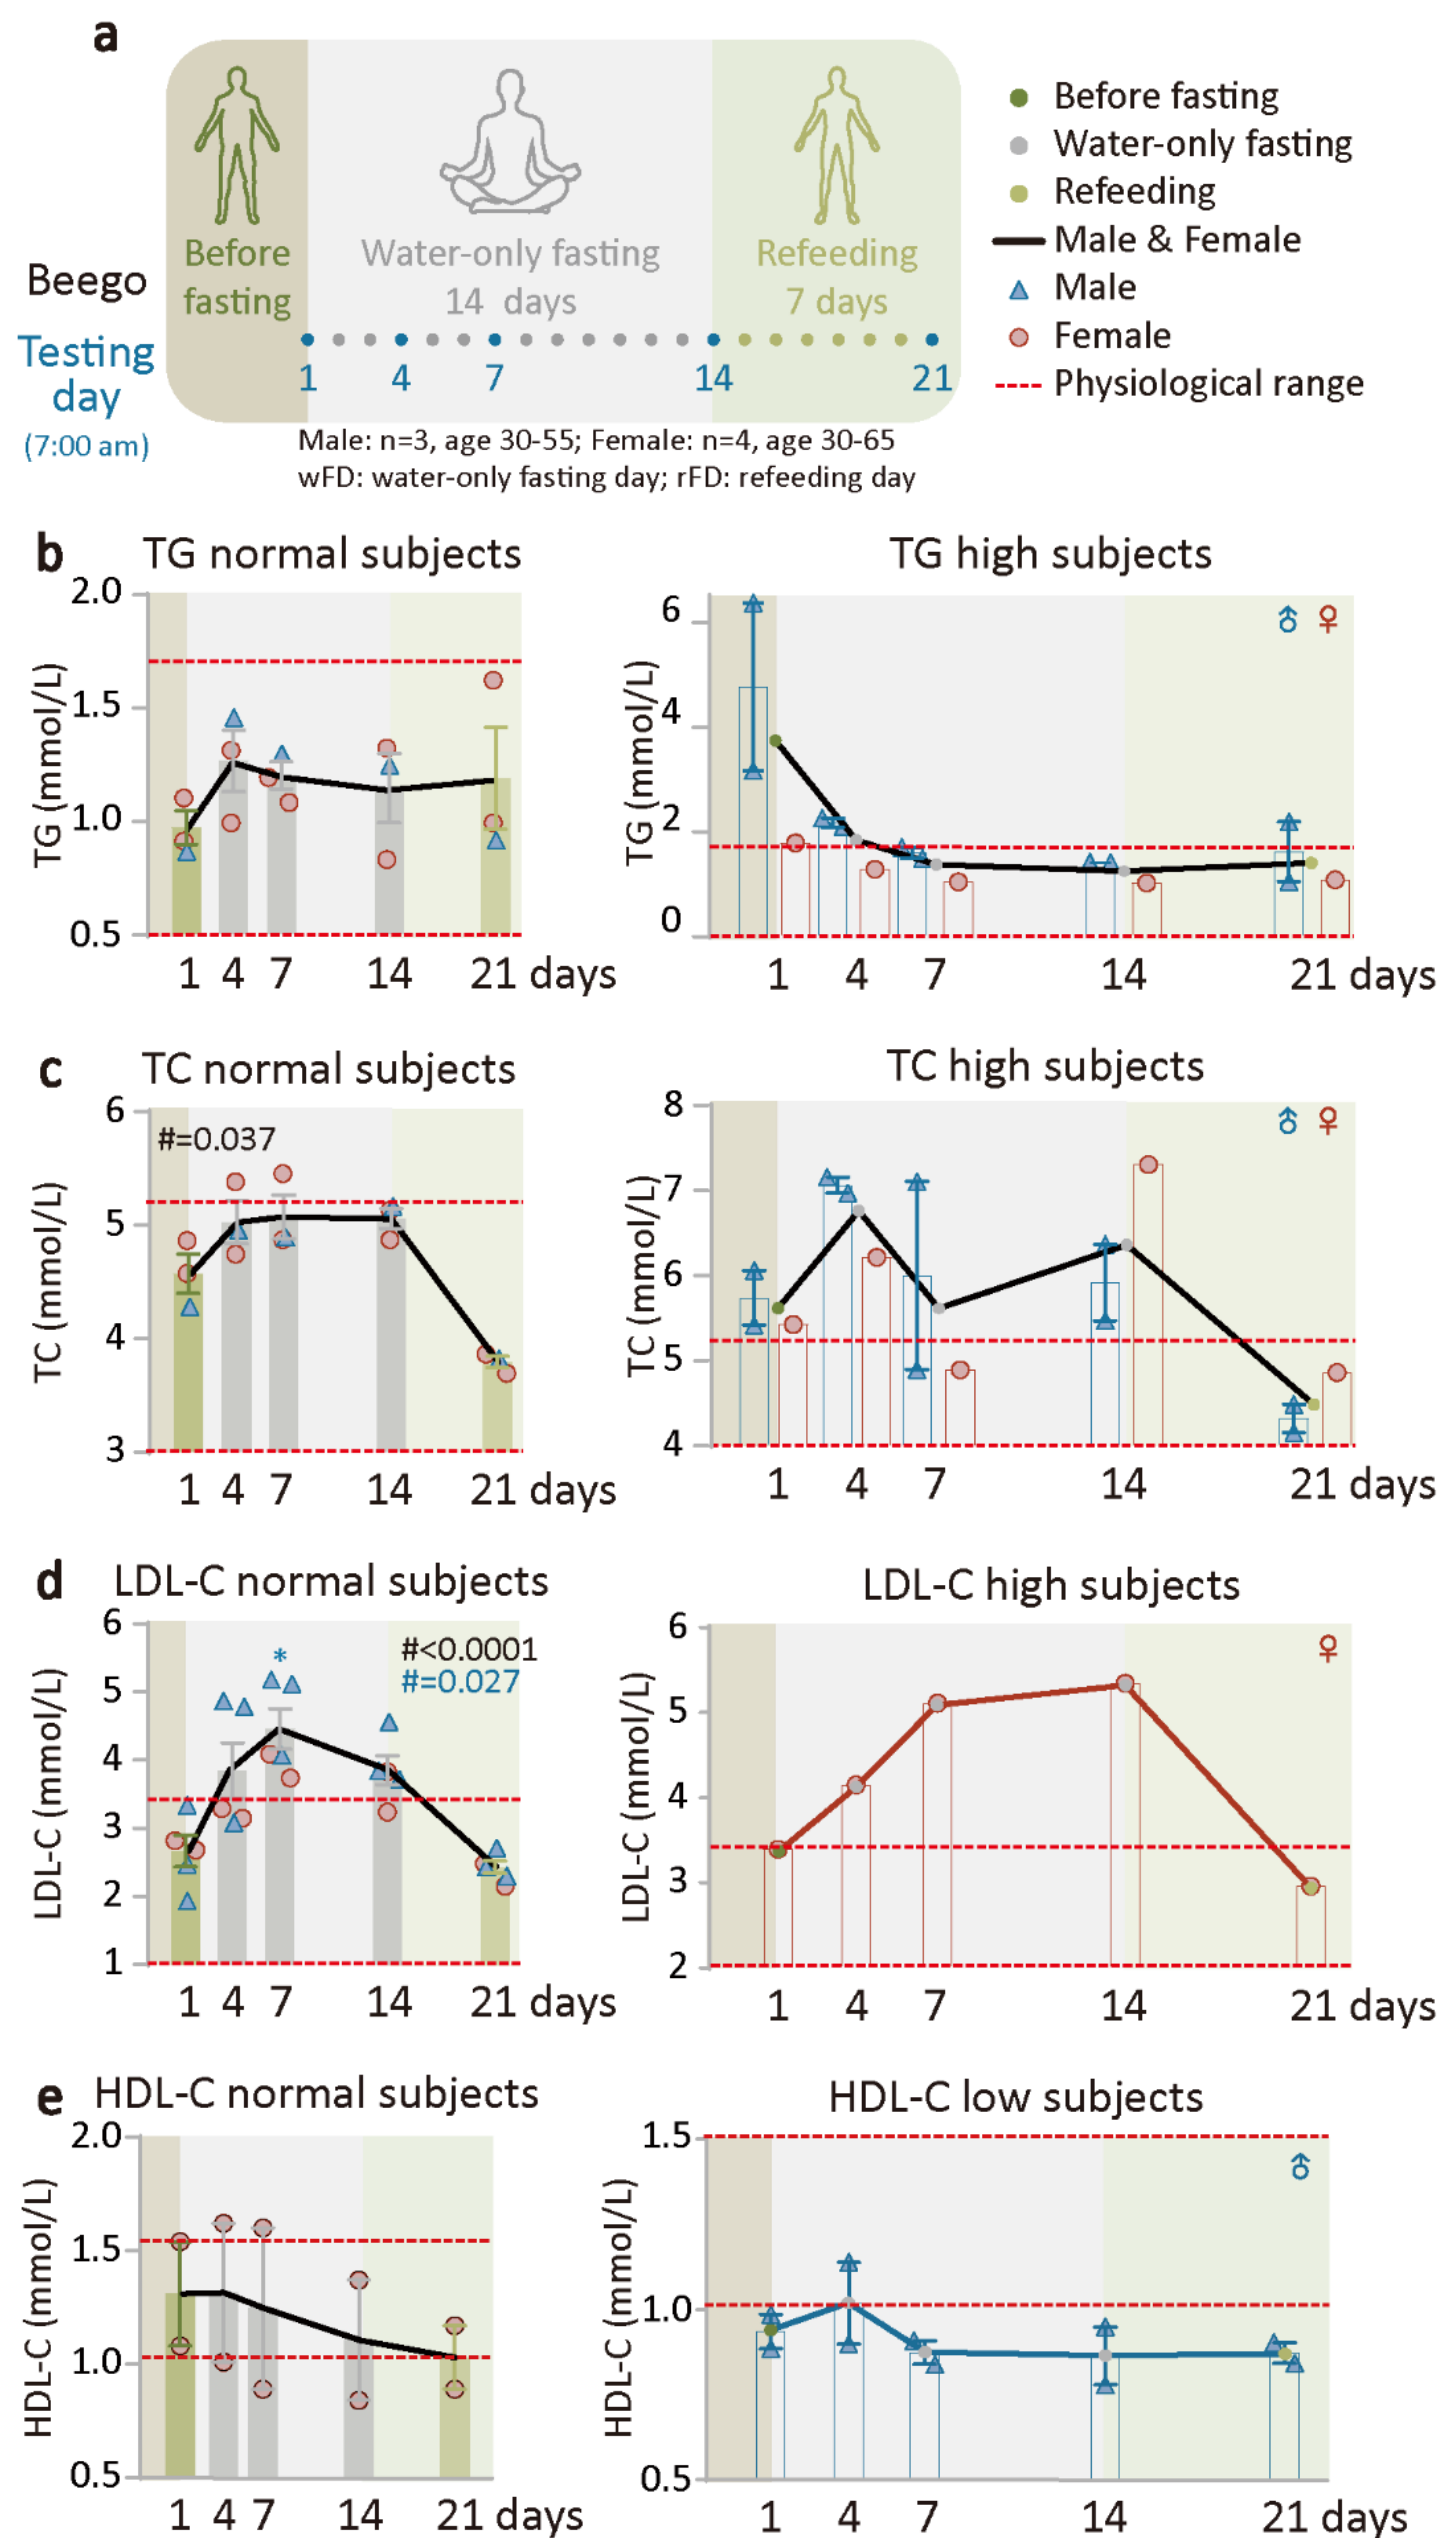 a
Before fasting
Water-only fasting
Refeeding
Male & Female
Male
Female
Physiological range
Beego
Before
fasting
Water-only fasting
14 days
Refeeding
7 days
Testing
day
(7:00 am)
1 4 7 14 21
Male: n=3, age 30-55; Female: n=4, age 30-65
wFD: water-only fasting day; rFD: refeeding day
b
TG normal subjects
TG (mmol/L)
2.0
1.5
1.0
0.5
1 4 7 14 21 days
TG high subjects
♂ ♀
TG (mmol/L)
6
4
2
0
1 4 7 14 21 days
c
TC normal subjects
#=0.037
TC (mmol/L)
6
5
4
3
1 4 7 14 21 days
TC high subjects
♂ ♀
TC (mmol/L)
8
7
6
5
4
1 4 7 14 21 days
d
LDL-C normal subjects
#<0.0001
#=0.027
*
LDL-C (mmol/L)
6
5
4
3
2
1
1 4 7 14 21 days
LDL-C high subjects
♀
LDL-C (mmol/L)
6
5
4
3
2
1 4 7 14 21 days
e
HDL-C normal subjects
HDL-C (mmol/L)
2.0
1.5
1.0
0.5
1 4 7 14 21 days
HDL-C low subjects
♂
HDL-C (mmol/L)
1.5
1.0
0.5
1 4 7 14 21 days